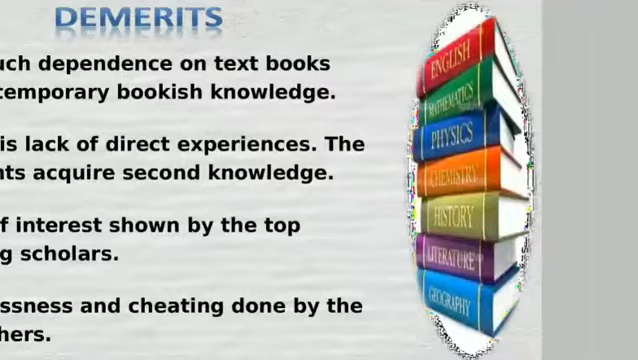 DEMERITS
uch dependence on text books
temporary bookish knowledge.
is lack of direct experiences. The
nts acquire second knowledge.
f interest shown by the top
g scholars.
ssness and cheating done by the
hers.
ENGLISH
MATHEMATICS
PHYSICS
CHEMISTRY
HISTORY
LITERATURE
GEOGRAPHY